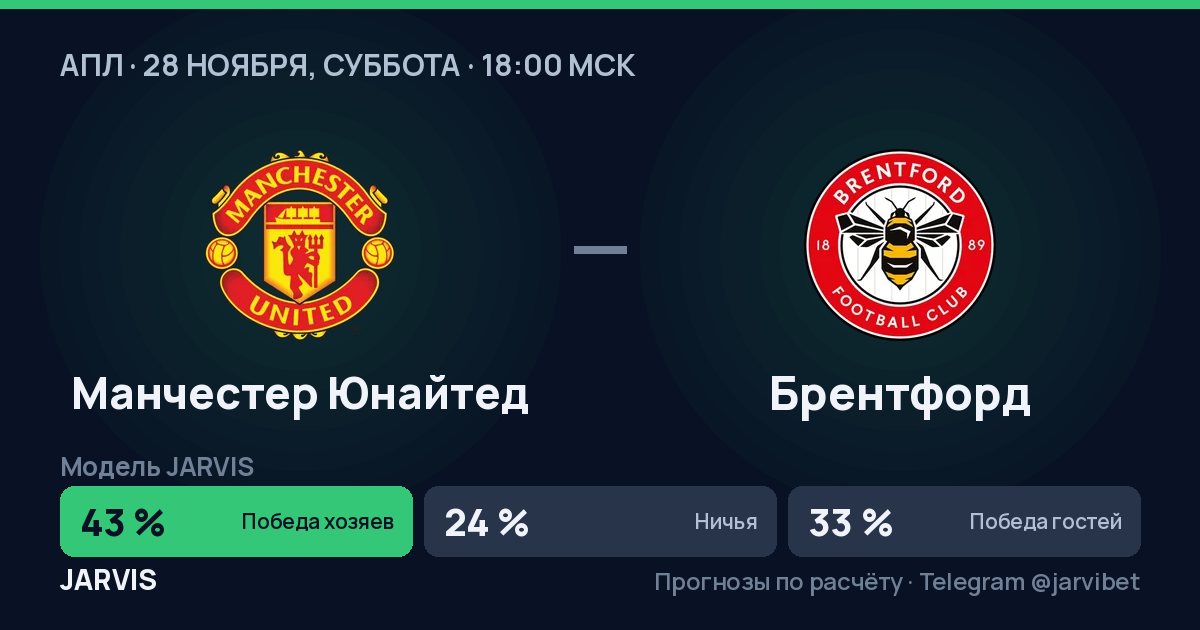 АПЛ · 28 НОЯБРЯ, СУББОТА · 18:00 МСК
MANCHESTER
UNITED
BRENTFORD
18 89
FOOTBALL CLUB
—
Манчестер Юнайтед
Брентфорд
Модель JARVIS
43 % Победа хозяев
24 % Ничья
33 % Победа гостей
JARVIS
Прогнозы по расчёту · Telegram @jarvibet